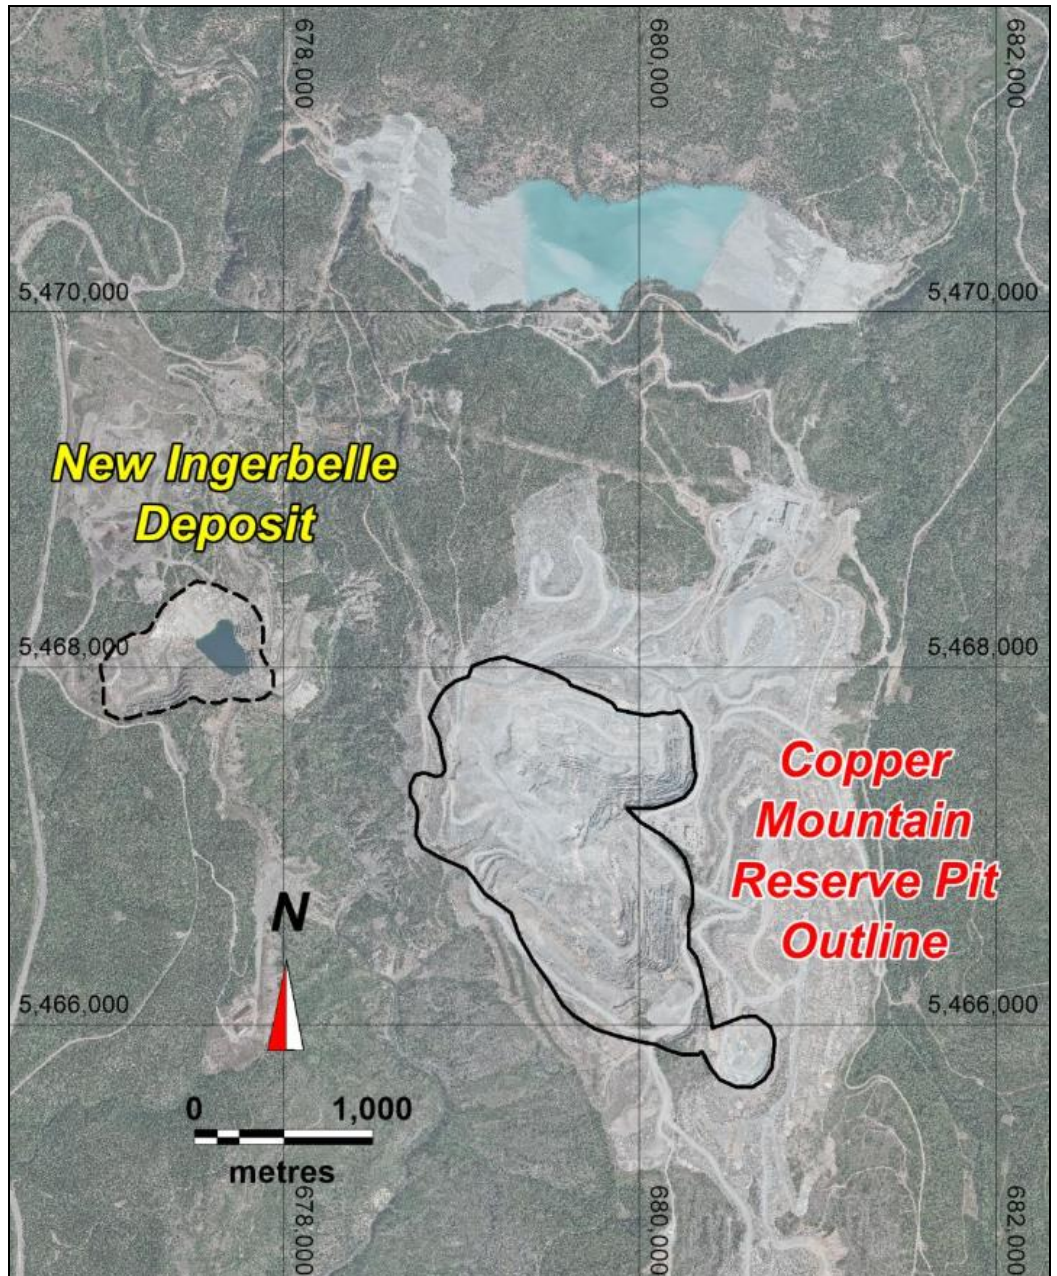 678,000
680,000
682,000
5,470,000
5,470,000
New Ingerbelle
Deposit
5,468,000
5,468,000
Copper
Mountain
Reserve Pit
Outline
N
5,466,000
5,466,000
0 1,000
metres
678,000
680,000
682,000